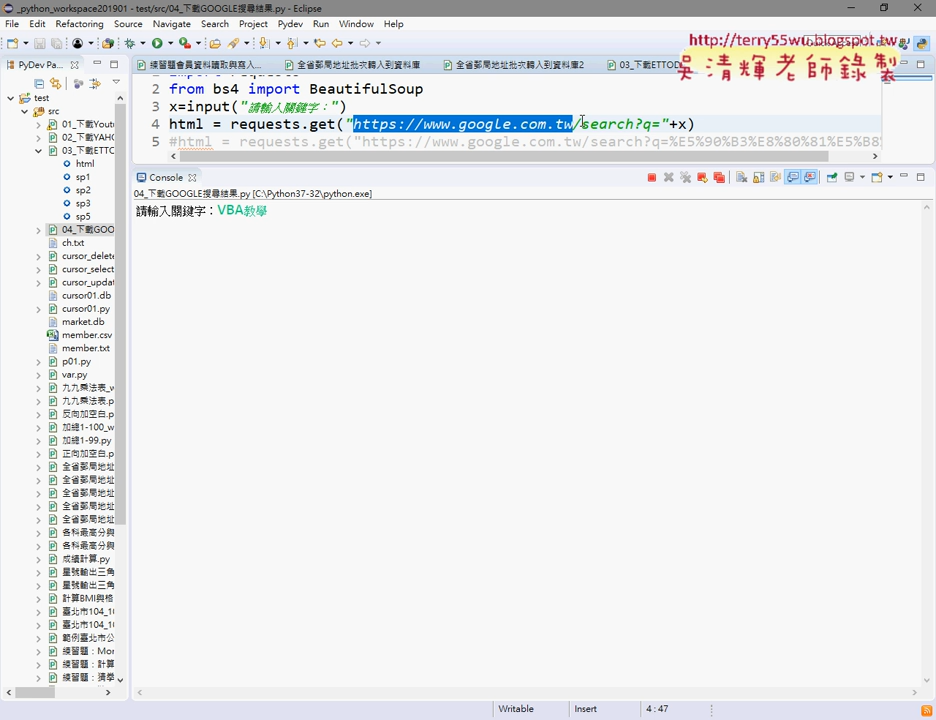 _python_workspace201901 - test/src/04_下載GOOGLE搜尋結果.py - Eclipse
File Edit Refactoring Source Navigate Search Project Pydev Run Window Help
http://terry55wu.blogspot.tw
吳清輝老師錄製
PyDev Pa...
練習題會員資料讀取與寫入...
全省郵局地址批次轉入到資料庫
全省郵局地址批次轉入到資料庫2
03_下載ETTOD
test
src
01_下載Yout
02_下載YAHC
03_下載ETTC
html
sp1
sp2
sp3
sp5
04_下載GOO
ch.txt
cursor_delete
cursor_select
cursor_updat
cursor01.db
cursor01.py
market.db
member.csv
member.txt
p01.py
var.py
九九乘法表_w
九九乘法表.p
反向加空白.p
加總1-100_w
加總1-99.py
正向加空白.p
全省郵局地址
全省郵局地址
全省郵局地址
全省郵局地址
各科最高分與
各科最高分與
成績計算.py
星號輸出三角
星號輸出三角
計算BMI與格
臺北市104_10
臺北市104_10
範例臺北市公
練習題：Mor
練習題：計算
練習題：猜學
import requests
2 from bs4 import BeautifulSoup
3 x=input("請輸入關鍵字：")
4 html = requests.get("https://www.google.com.tw/search?q="+x)
5 #html = requests.get("https://www.google.com.tw/search?q=%E5%90%B3%E8%80%81%E5%B8
Console
04_下載GOOGLE搜尋結果.py [C:\Python37-32\python.exe]
請輸入關鍵字：VBA教學
Writable Insert 4 : 47